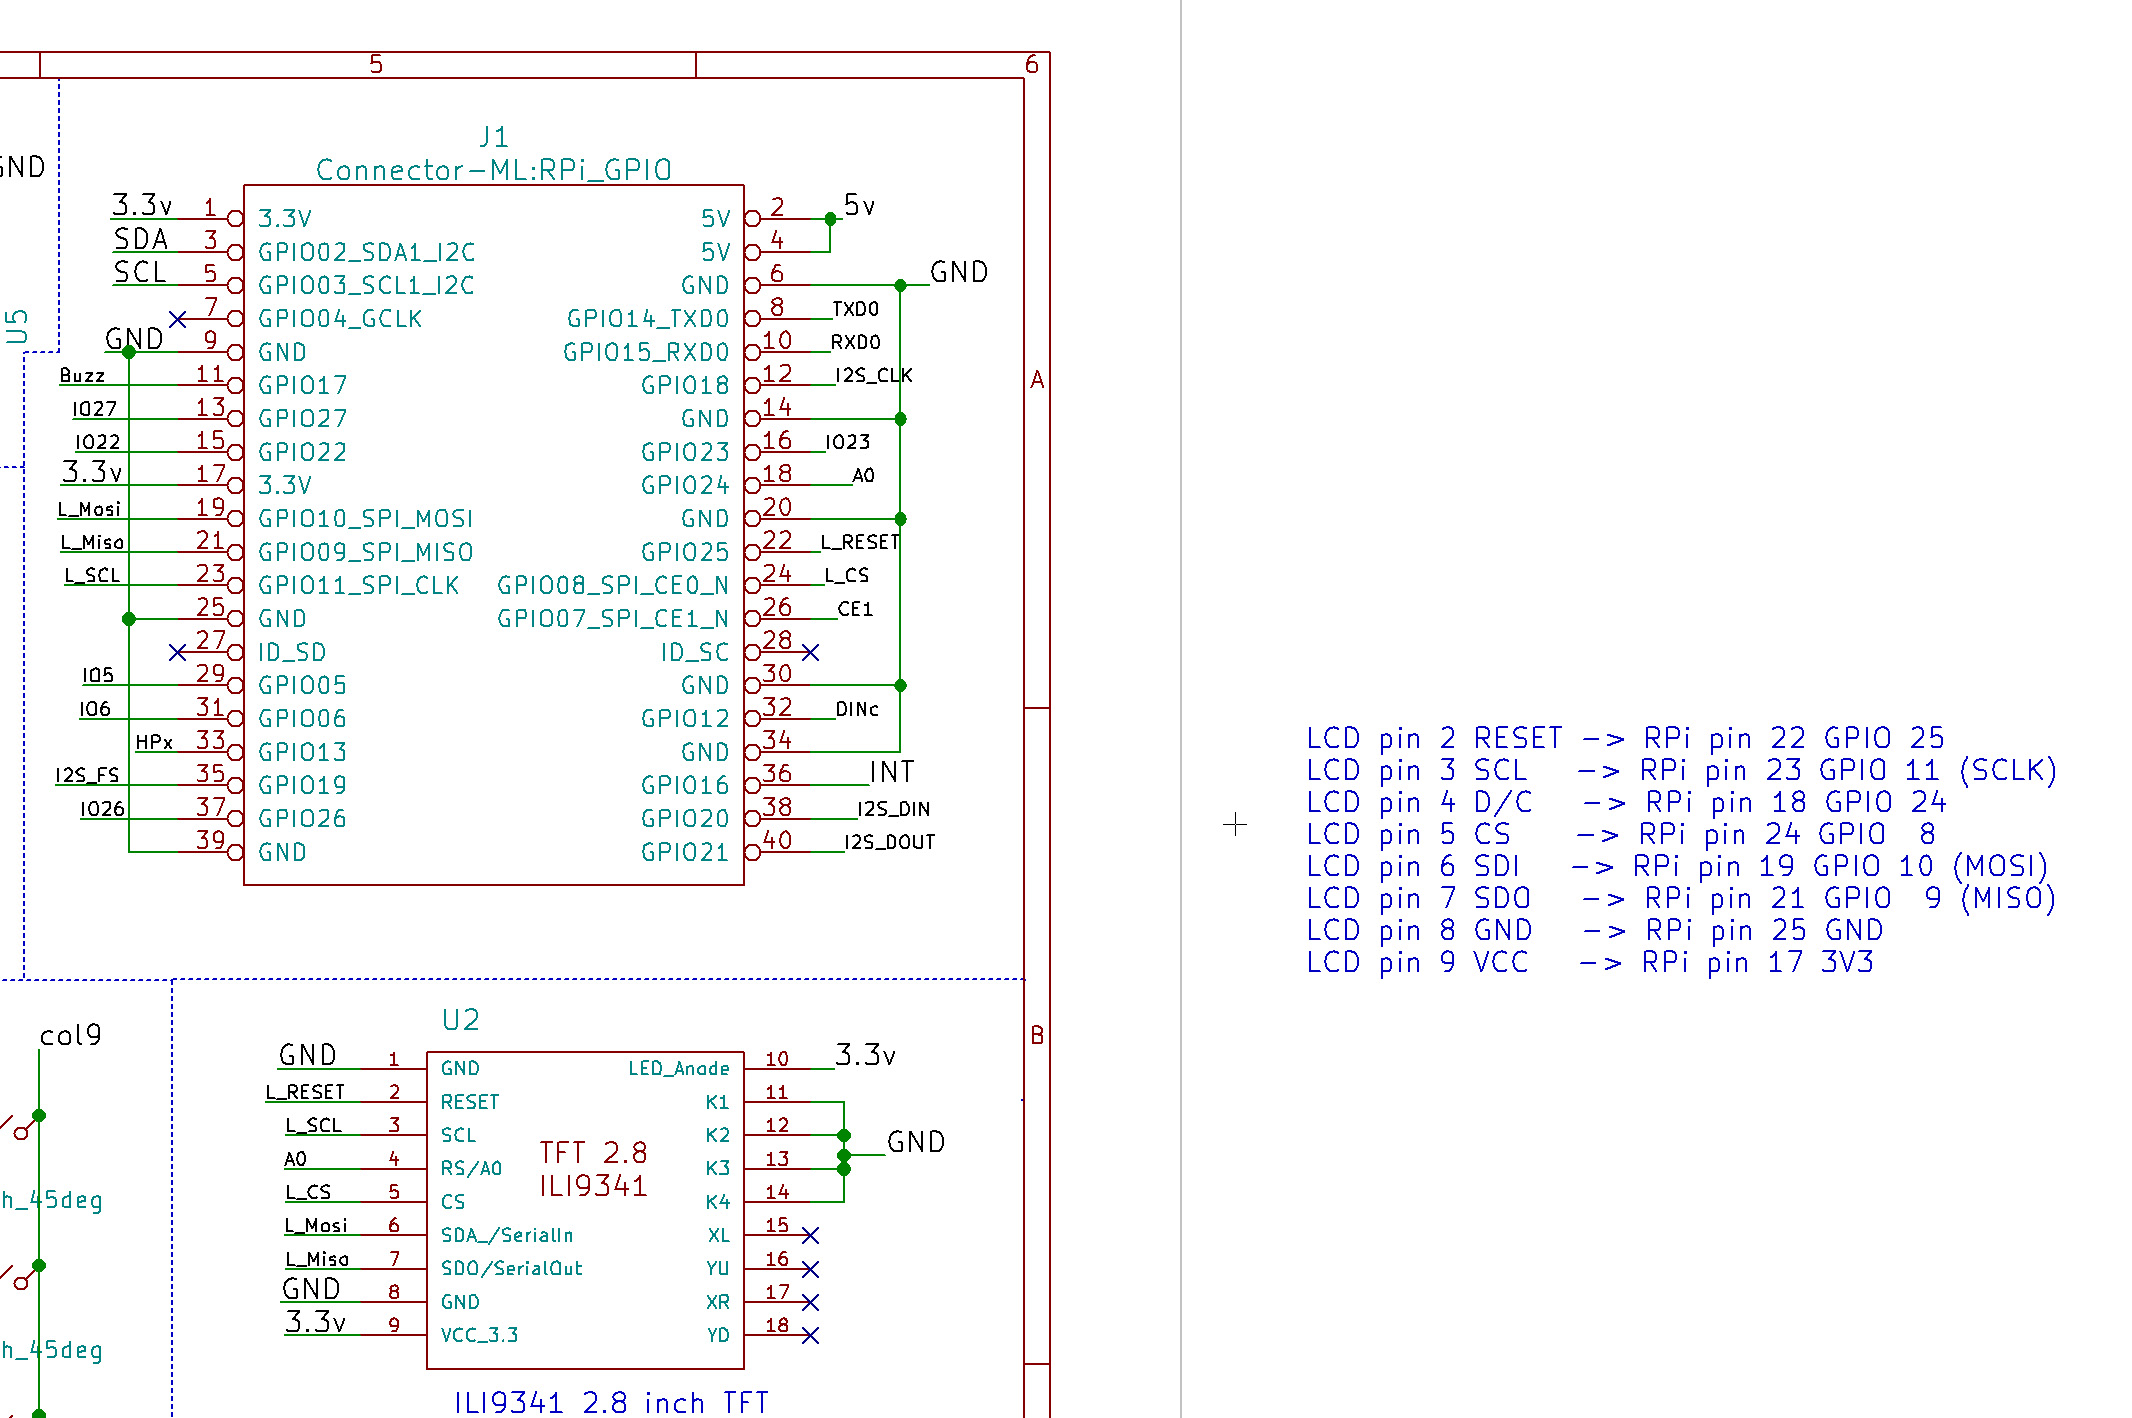 5
6
GND
J1
Connector-ML:RPi_GPIO
3.3v 1 3.3V 5V 2 5v
SDA 3 GPIO02_SDA1_I2C 5V 4
SCL 5 GPIO03_SCL1_I2C GND 6 GND
7 GPIO04_GCLK GPIO14_TXD0 8 TXD0
U5
GND 9 GND GPIO15_RXD0 10 RXD0
Buzz 11 GPIO17 GPIO18 12 I2S_CLK
A
IO27 13 GPIO27 GND 14
IO22 15 GPIO22 GPIO23 16 IO23
3.3v 17 3.3V GPIO24 18 A0
L_Mosi 19 GPIO10_SPI_MOSI GND 20
L_Miso 21 GPIO09_SPI_MISO GPIO25 22 L_RESET
L_SCL 23 GPIO11_SPI_CLK GPIO08_SPI_CE0_N 24 L_CS
25 GND GPIO07_SPI_CE1_N 26 CE1
27 ID_SD ID_SC 28
IO5 29 GPIO05 GND 30
IO6 31 GPIO06 GPIO12 32 DINc
HPx 33 GPIO13 GND 34
I2S_FS 35 GPIO19 GPIO16 36 INT
IO26 37 GPIO26 GPIO20 38 I2S_DIN
39 GND GPIO21 40 I2S_DOUT
LCD pin 2 RESET -> RPi pin 22 GPIO 25
LCD pin 3 SCL -> RPi pin 23 GPIO 11 (SCLK)
LCD pin 4 D/C -> RPi pin 18 GPIO 24
LCD pin 5 CS -> RPi pin 24 GPIO 8
LCD pin 6 SDI -> RPi pin 19 GPIO 10 (MOSI)
LCD pin 7 SDO -> RPi pin 21 GPIO 9 (MISO)
LCD pin 8 GND -> RPi pin 25 GND
LCD pin 9 VCC -> RPi pin 17 3V3
col9
h_45deg
h_45deg
B
U2
GND 1 GND LED_Anode 10 3.3v
L_RESET 2 RESET K1 11
L_SCL 3 SCL K2 12
GND
A0 4 RS/A0 K3 13
L_CS 5 CS K4 14
L_Mosi 6 SDA_/SerialIn XL 15
L_Miso 7 SDO/SerialOut YU 16
GND 8 GND XR 17
3.3v 9 VCC_3.3 YD 18
TFT 2.8
ILI9341
ILI9341 2.8 inch TFT